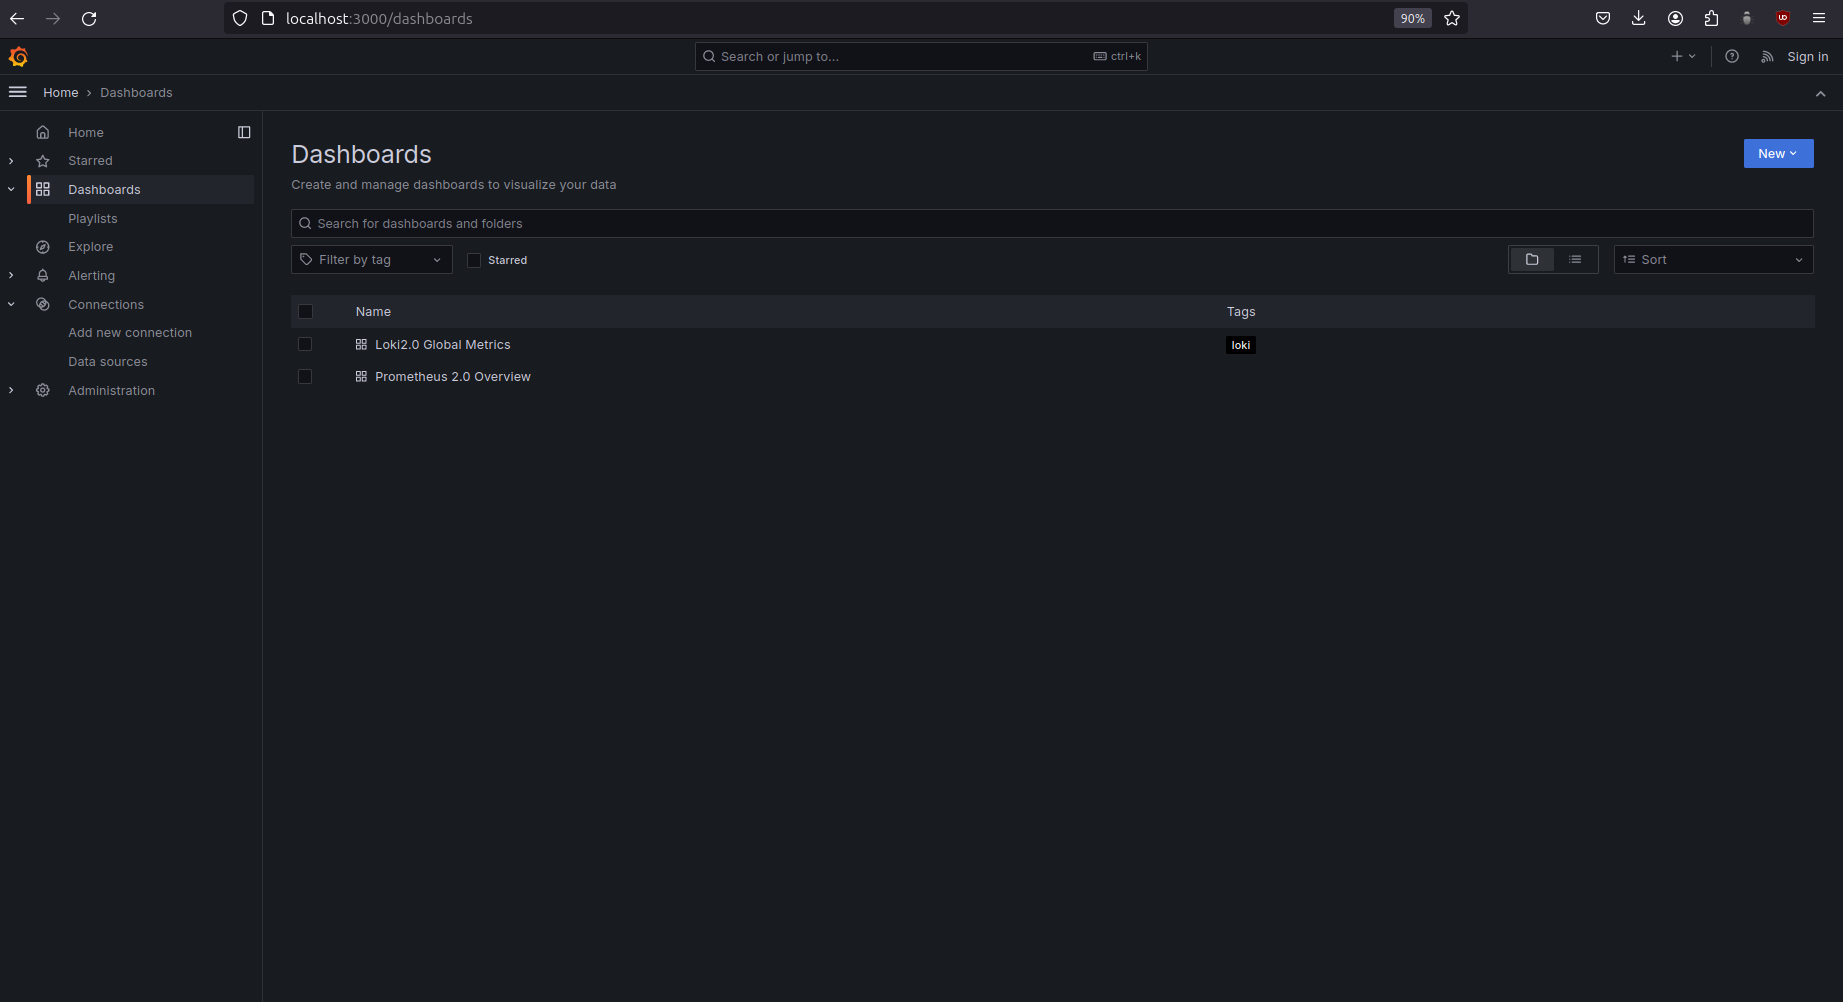 localhost:3000/dashboards
90%
Search or jump to...
ctrl+k
Sign in
Home
Dashboards
Home
Starred
Dashboards
Playlists
Explore
Alerting
Connections
Add new connection
Data sources
Administration
Dashboards
New
Create and manage dashboards to visualize your data
Search for dashboards and folders
Filter by tag
Starred
Sort
Name
Tags
Loki2.0 Global Metrics
loki
Prometheus 2.0 Overview